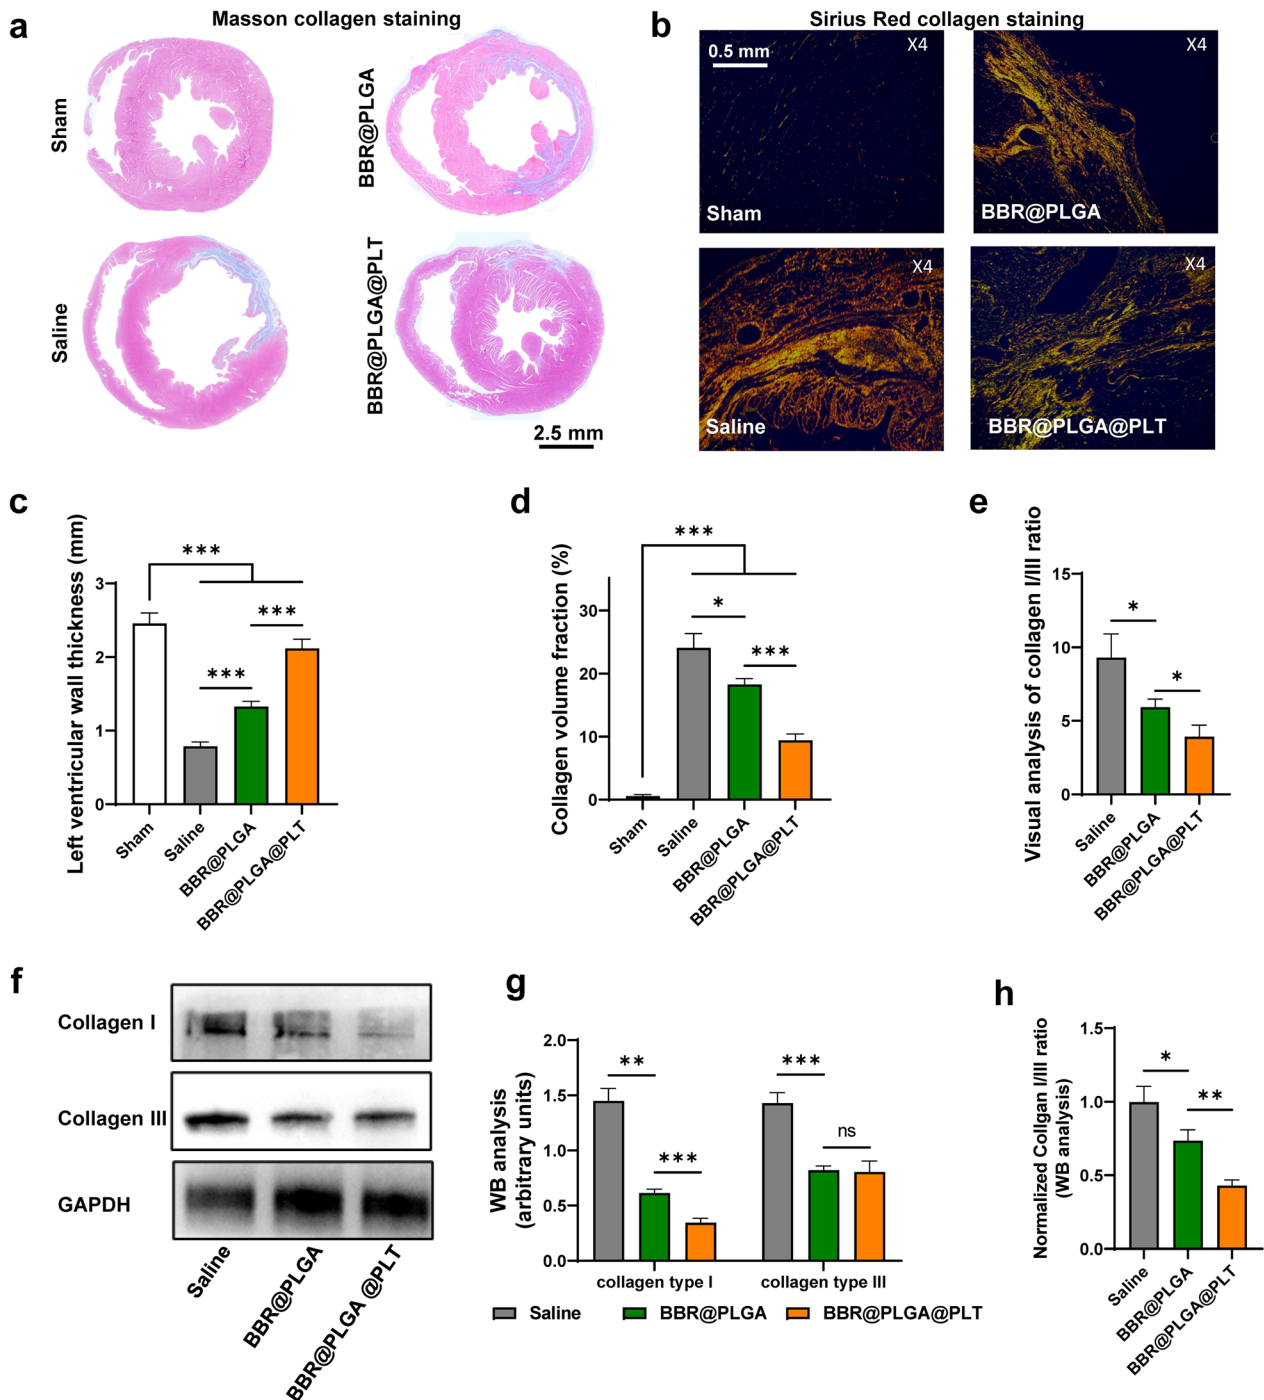 a
Masson collagen staining
Sham
BBR@PLGA
Saline
BBR@PLGA@PLT
2.5 mm
b
Sirius Red collagen staining
0.5 mm
X4
Sham
X4
BBR@PLGA
X4
Saline
X4
BBR@PLGA@PLT
c
Left ventricular wall thickness (mm)
3
2
1
0
***
***
***
Sham
Saline
BBR@PLGA
BBR@PLGA@PLT
d
Collagen volume fraction (%)
30
20
10
0
***
*
***
Sham
Saline
BBR@PLGA
BBR@PLGA@PLT
e
Visual analysis of collagen I/III ratio
15
10
5
0
*
*
Saline
BBR@PLGA
BBR@PLGA@PLT
f
Collagen I
Collagen III
GAPDH
Saline
BBR@PLGA
BBR@PLGA @PLT
g
WB analysis
(arbitrary units)
2.0
1.5
1.0
0.5
0.0
**
***
***
ns
collagen type I
collagen type III
Saline
BBR@PLGA
BBR@PLGA@PLT
h
Normalized Collgan I/III ratio
(WB analysis)
1.5
1.0
0.5
0.0
*
**
Saline
BBR@PLGA
BBR@PLGA@PLT